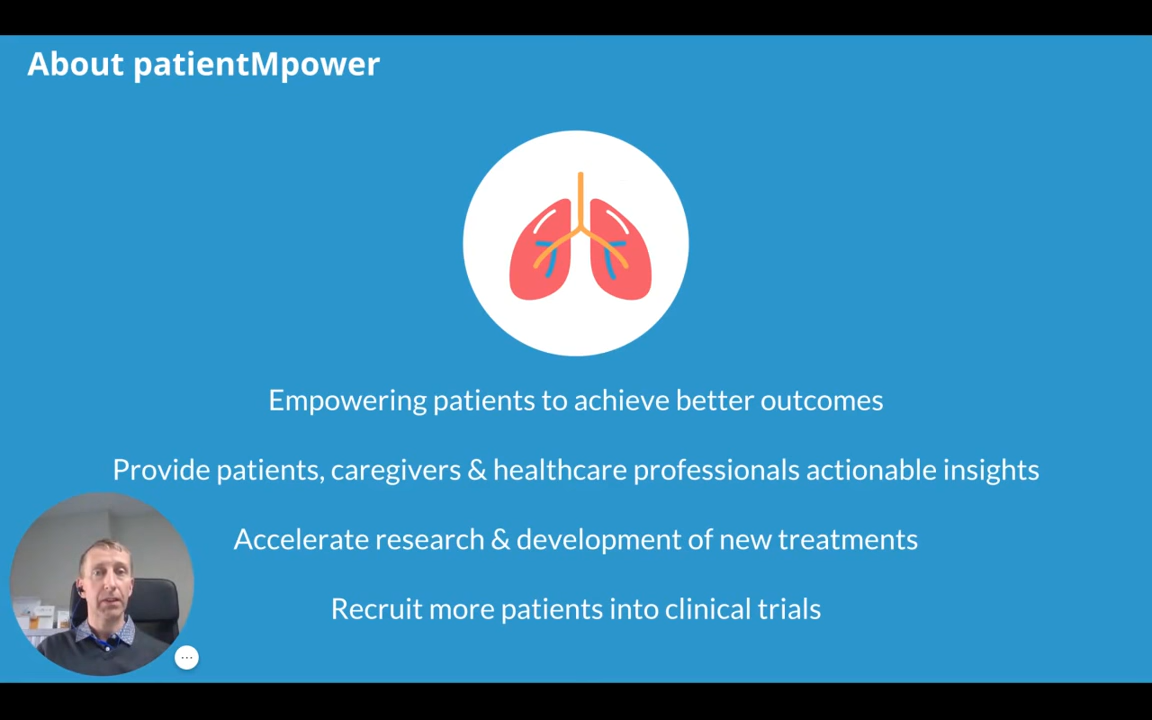 About patientMpower
Empowering patients to achieve better outcomes
Provide patients, caregivers & healthcare professionals actionable insights
Accelerate research & development of new treatments
Recruit more patients into clinical trials